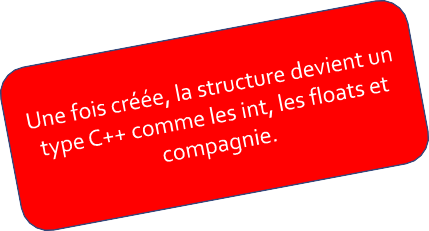 Une fois créée, la structure devient un
type C++ comme les int, les floats et
compagnie.